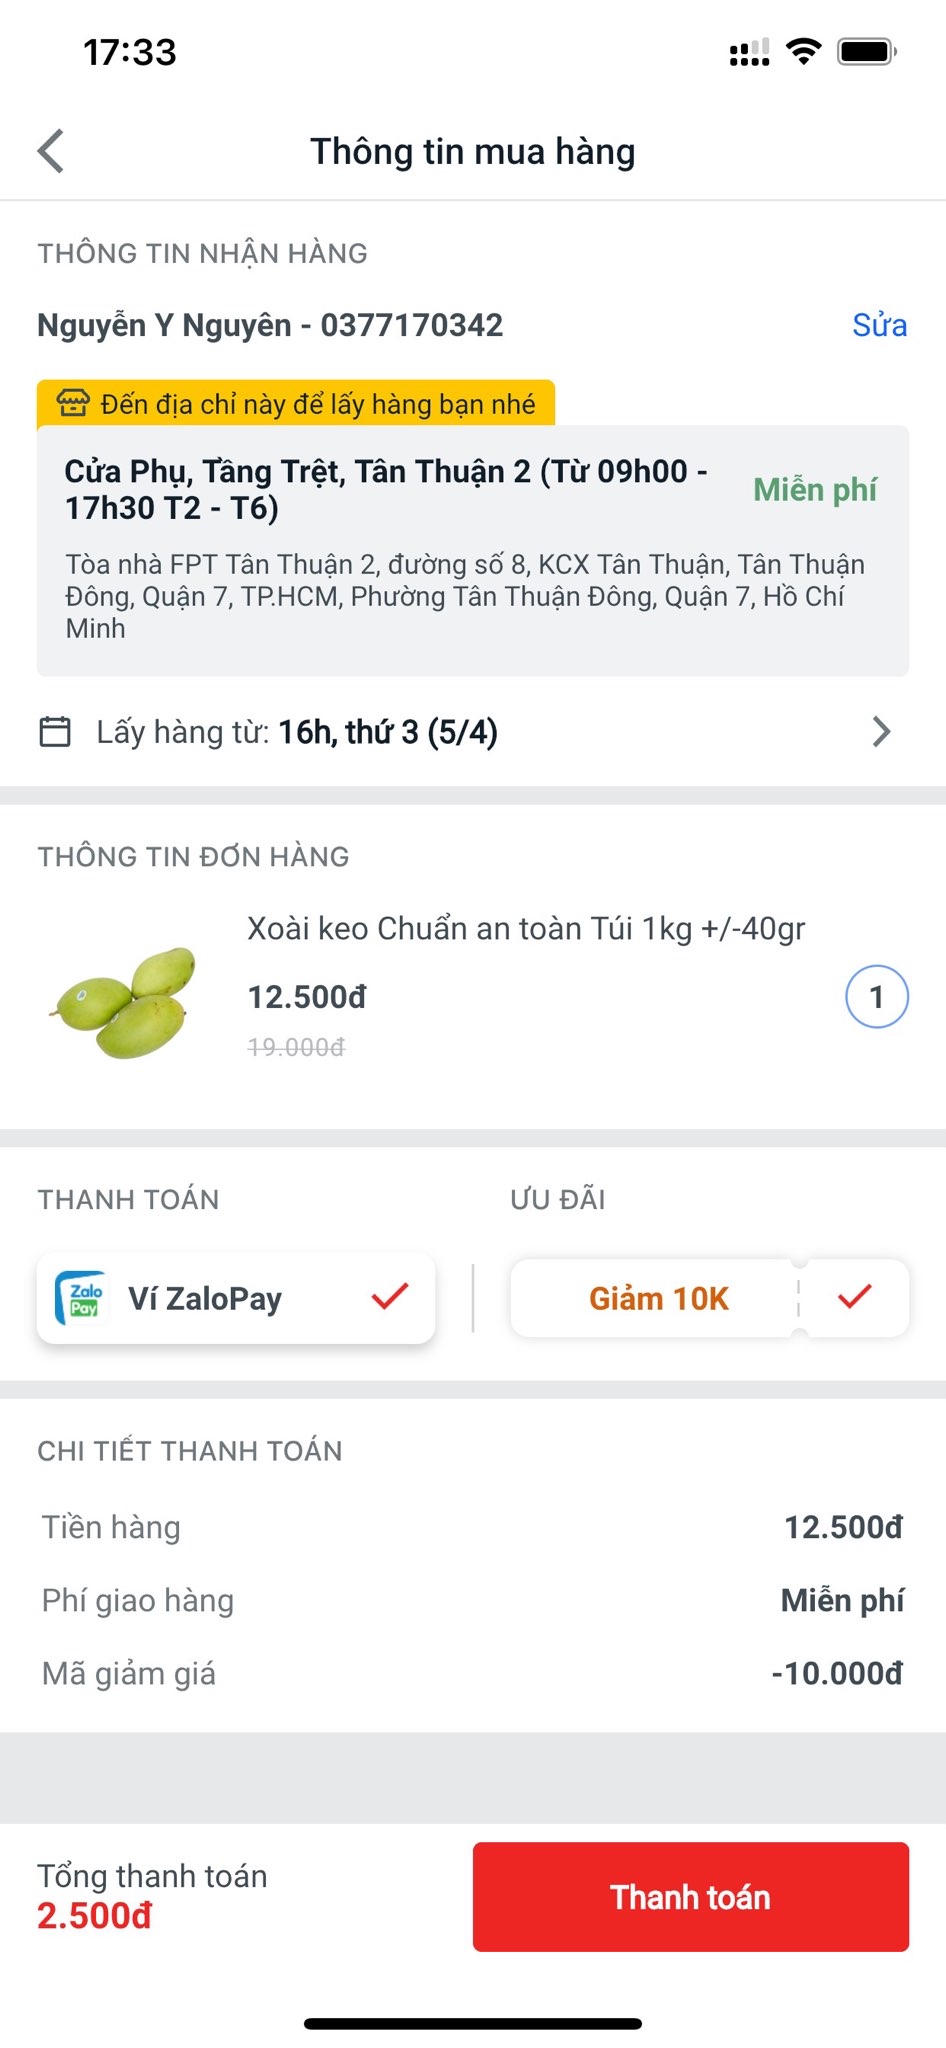 17:33
Thông tin mua hàng
THÔNG TIN NHẬN HÀNG
Nguyễn Y Nguyên - 0377170342
Sửa
Đến địa chỉ này để lấy hàng bạn nhé
Cửa Phụ, Tầng Trệt, Tân Thuận 2 (Từ 09h00 -
17h30 T2 - T6)
Miễn phí
Tòa nhà FPT Tân Thuận 2, đường số 8, KCX Tân Thuận, Tân Thuận
Đông, Quận 7, TP.HCM, Phường Tân Thuận Đông, Quận 7, Hồ Chí
Minh
Lấy hàng từ: 16h, thứ 3 (5/4)
THÔNG TIN ĐƠN HÀNG
Xoài keo Chuẩn an toàn Túi 1kg +/-40gr
12.500đ
1
19.000đ
THANH TOÁN
ƯU ĐÃI
Zalo
Pay
Ví ZaloPay
Giảm 10K
CHI TIẾT THANH TOÁN
Tiền hàng
12.500đ
Phí giao hàng
Miễn phí
Mã giảm giá
-10.000đ
Tổng thanh toán
2.500đ
Thanh toán